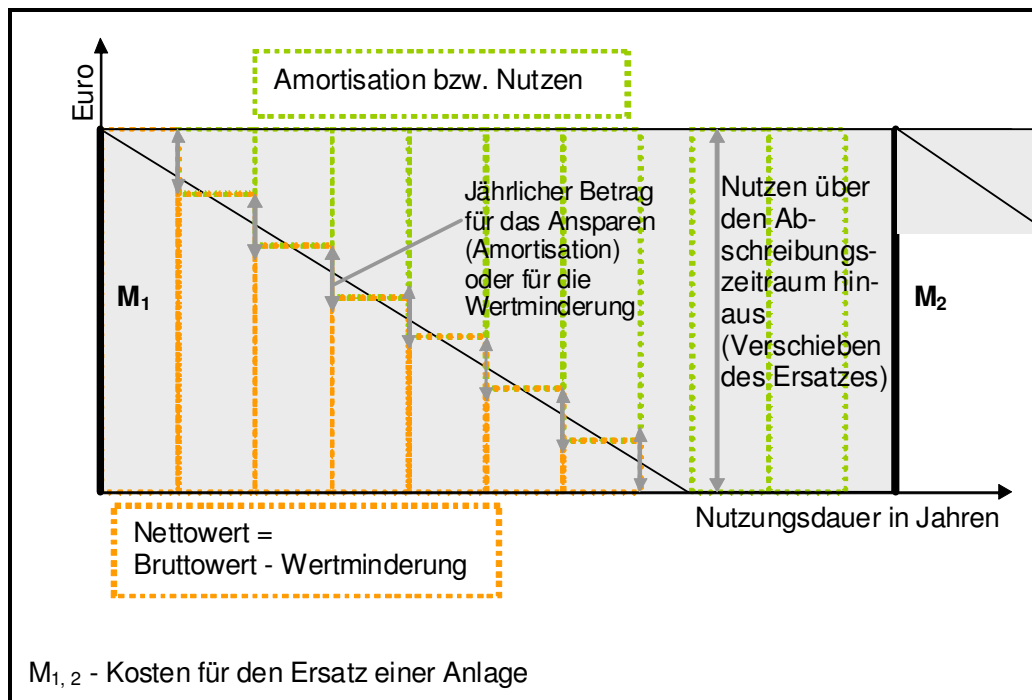 Euro
Amortisation bzw. Nutzen
Jährlicher Betrag
für das Ansparen
(Amortisation)
oder für die
Wertminderung
Nutzen über
den Ab-
schreibungs-
zeitraum hin-
aus
(Verschieben
des Ersatzes)
M1
M2
Nutzungsdauer in Jahren
Nettowert =
Bruttowert - Wertminderung
M1, 2 - Kosten für den Ersatz einer Anlage